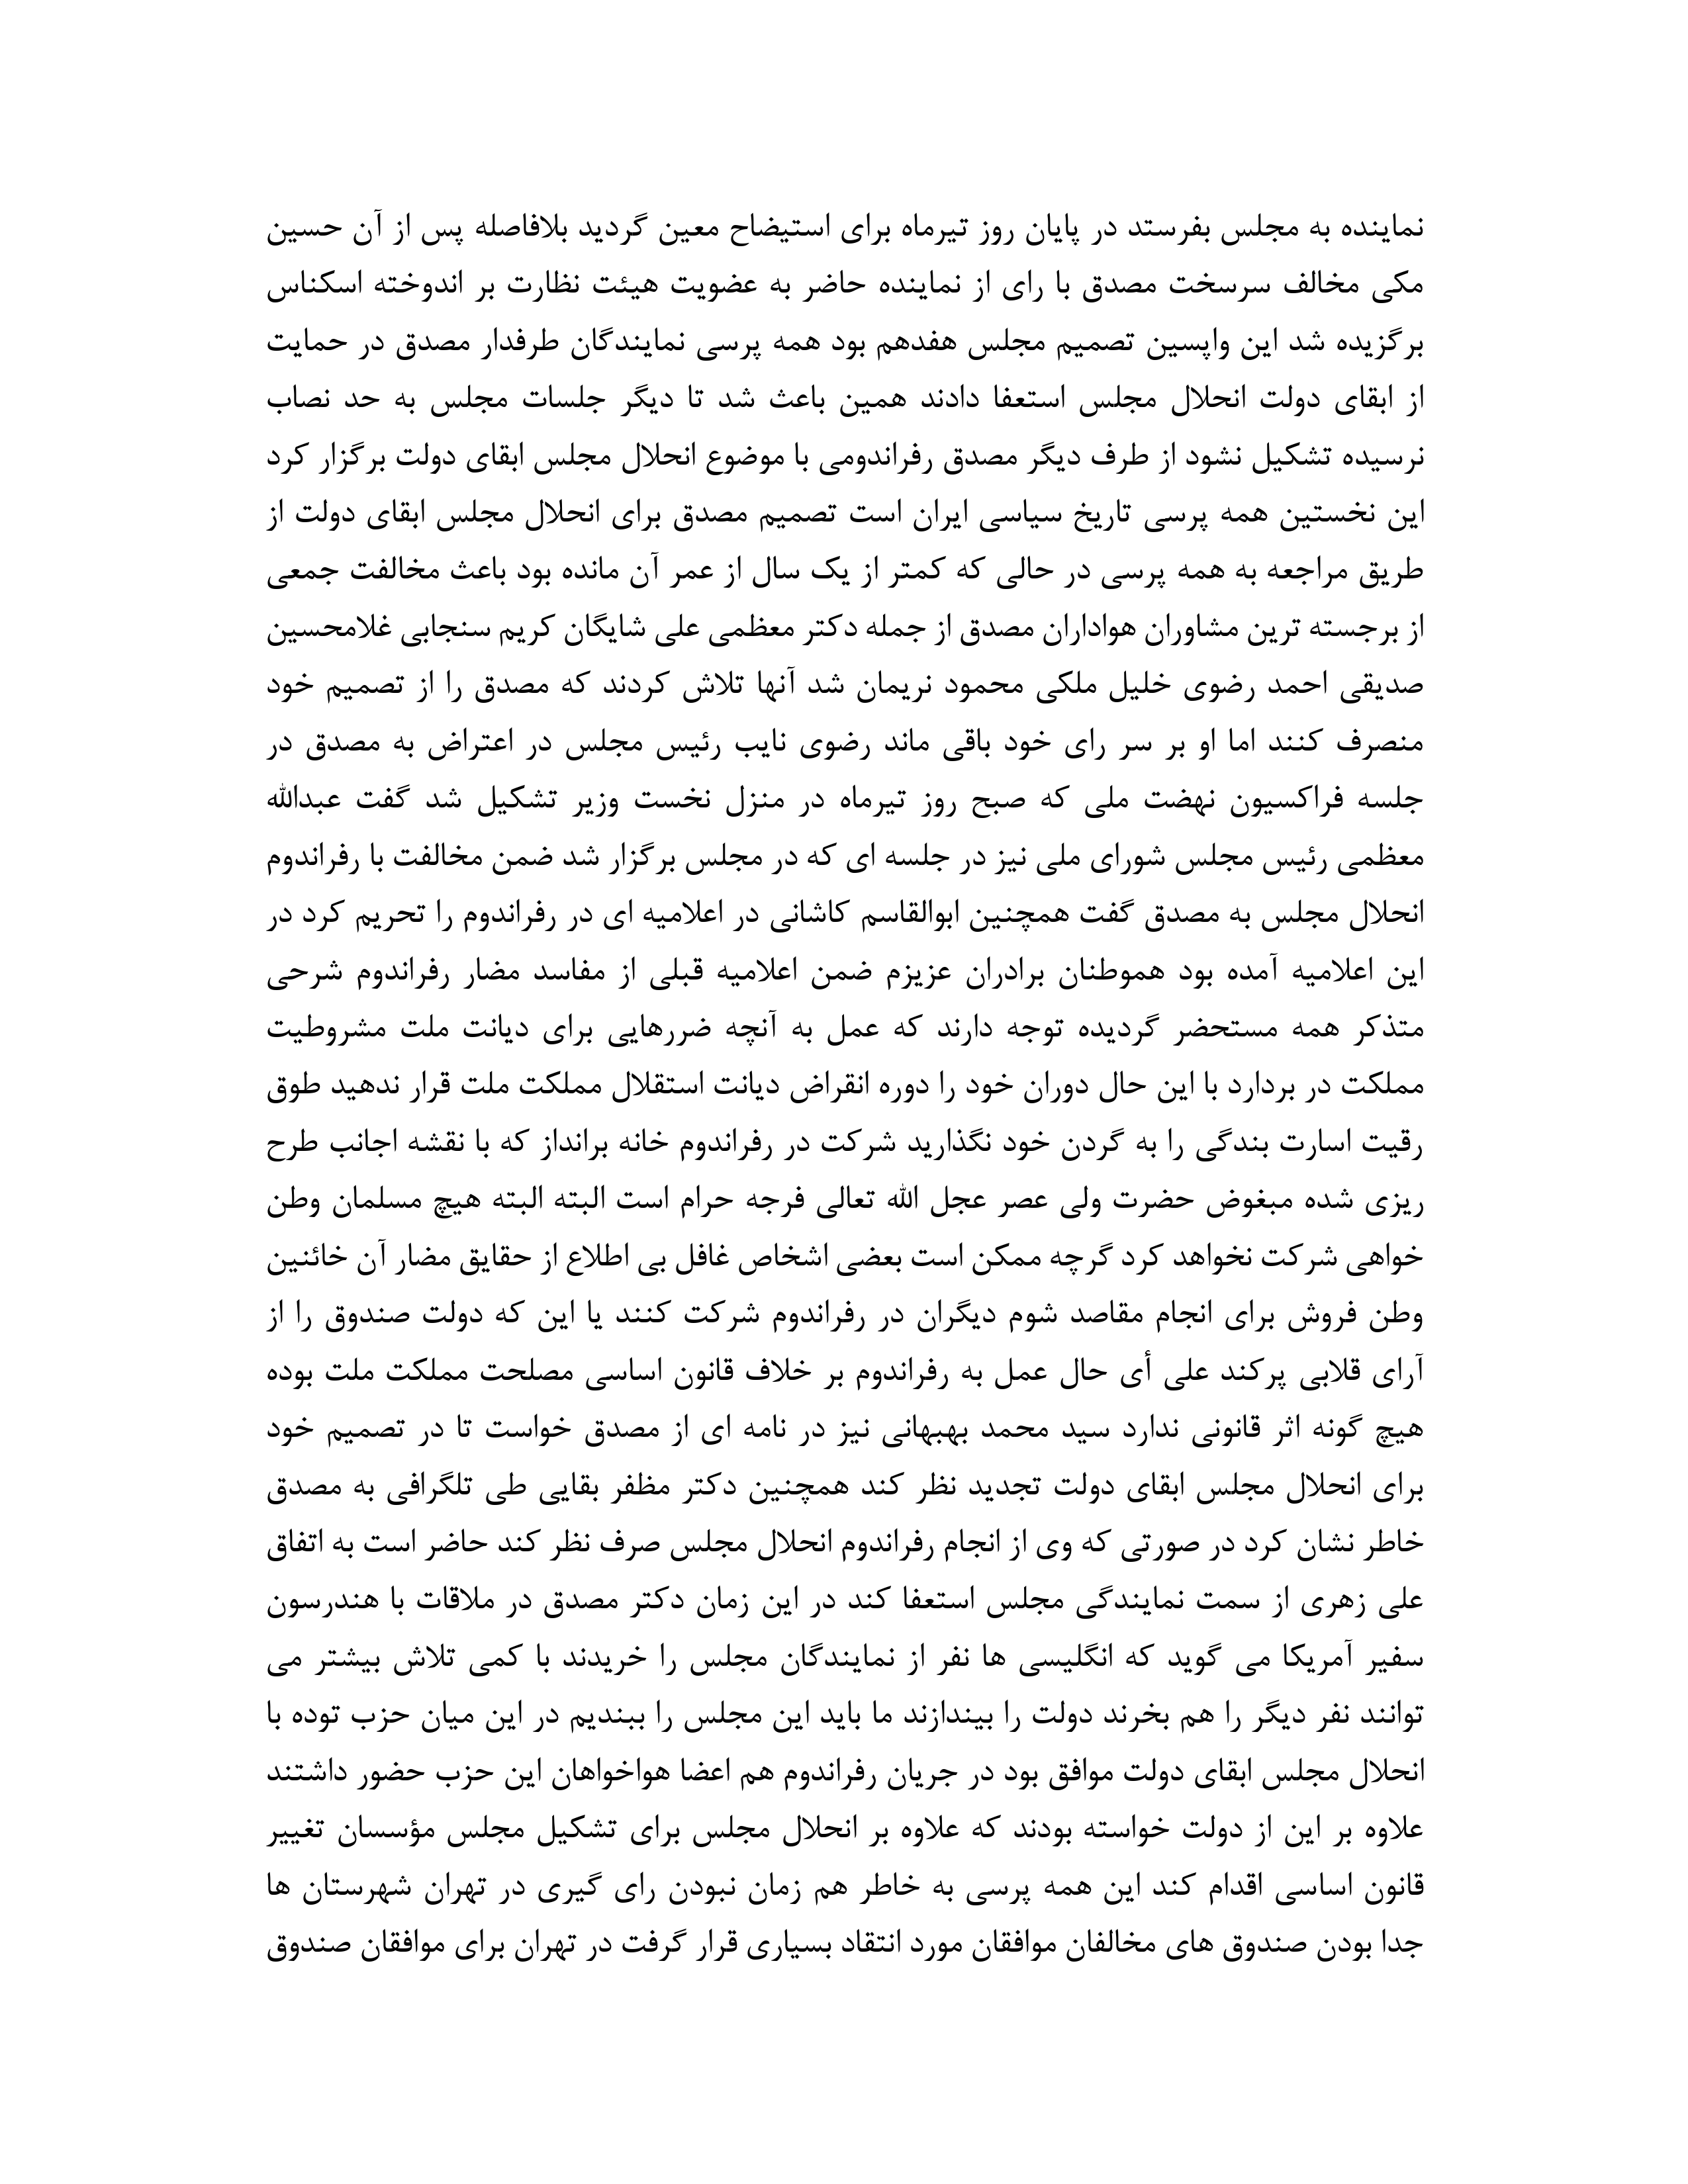 نماینده به مجلس بفرستد در پایان روز تیرماه برای استیضاح معین گردید بلافاصله پس از آن حسین
مکی مخالف سرسخت مصدق با رای از نماینده حاضر به عضویت هیئت نظارت بر اندوخته اسکناس
برگزیده شد این واپسین تصمیم مجلس هفدهم بود همه پرسی نمایندگان طرفدار مصدق در حمایت
از ابقای دولت انحلال مجلس استعفا دادند همین باعث شد تا دیگر جلسات مجلس به حد نصاب
نرسیده تشکیل نشود از طرف دیگر مصدق رفراندومی با موضوع انحلال مجلس ابقای دولت برگزار کرد
این نخستین همه پرسی تاریخ سیاسی ایران است تصمیم مصدق برای انحلال مجلس ابقای دولت از
طریق مراجعه به همه پرسی در حالی که کمتر از یک سال از عمر آن مانده بود باعث مخالفت جمعی
از برجسته ترین مشاوران هواداران مصدق از جمله دکتر معظمی علی شایگان کریم سنجابی غلامحسین
صدیقی احمد رضوی خلیل ملکی محمود نریمان شد آنها تلاش کردند که مصدق را از تصمیم خود
منصرف کنند اما او بر سر رای خود باقی ماند رضوی نایب رئیس مجلس در اعتراض به مصدق در
جلسه فراکسیون نهضت ملی که صبح روز تیرماه در منزل نخست وزیر تشکیل شد گفت عبدالله
معظمی رئیس مجلس شورای ملی نیز در جلسه ای که در مجلس برگزار شد ضمن مخالفت با رفراندوم
انحلال مجلس به مصدق گفت همچنین ابوالقاسم کاشانی در اعلامیه ای در رفراندوم را تحریم کرد در
این اعلامیه آمده بود هموطنان برادران عزیزم ضمن اعلامیه قبلی از مفاسد مضار رفراندوم شرحی
متذکر همه مستحضر گردیده توجه دارند که عمل به آنچه ضررهایی برای دیانت ملت مشروطیت
مملکت در بردارد با این حال دوران خود را دوره انقراض دیانت استقلال مملکت ملت قرار ندهید طوق
رقیت اسارت بندگی را به گردن خود نگذارید شرکت در رفراندوم خانه برانداز که با نقشه اجانب طرح
ریزی شده مبغوض حضرت ولی عصر عجل الله تعالی فرجه حرام است البته البته هیچ مسلمان وطن
خواهی شرکت نخواهد کرد گرچه ممکن است بعضی اشخاص غافل بی اطلاع از حقایق مضار آن خائنین
وطن فروش برای انجام مقاصد شوم دیگران در رفراندوم شرکت کنند یا این که دولت صندوق را از
آرای قلابی پرکند علی أی حال عمل به رفراندوم بر خلاف قانون اساسی مصلحت مملکت ملت بوده
هیچ گونه اثر قانونی ندارد سید محمد بهبهانی نیز در نامه ای از مصدق خواست تا در تصمیم خود
برای انحلال مجلس ابقای دولت تجدید نظر کند همچنین دکتر مظفر بقایی طی تلگرافی به مصدق
خاطر نشان کرد در صورتی که وی از انجام رفراندوم انحلال مجلس صرف نظر کند حاضر است به اتفاق
علی زهری از سمت نمایندگی مجلس استعفا کند در این زمان دکتر مصدق در ملاقات با هندرسون
سفیر آمریکا می گوید که انگلیسی ها نفر از نمایندگان مجلس را خریدند با کمی تلاش بیشتر می
توانند نفر دیگر را هم بخرند دولت را بیندازند ما باید این مجلس را ببندیم در این میان حزب توده با
انحلال مجلس ابقای دولت موافق بود در جریان رفراندوم هم اعضا هواخواهان این حزب حضور داشتند
علاوه بر این از دولت خواسته بودند که علاوه بر انحلال مجلس برای تشکیل مجلس مؤسسان تغییر
قانون اساسی اقدام کند این همه پرسی به خاطر هم زمان نبودن رای گیری در تهران شهرستان ها
جدا بودن صندوق های مخالفان موافقان مورد انتقاد بسیاری قرار گرفت در تهران برای موافقان صندوق